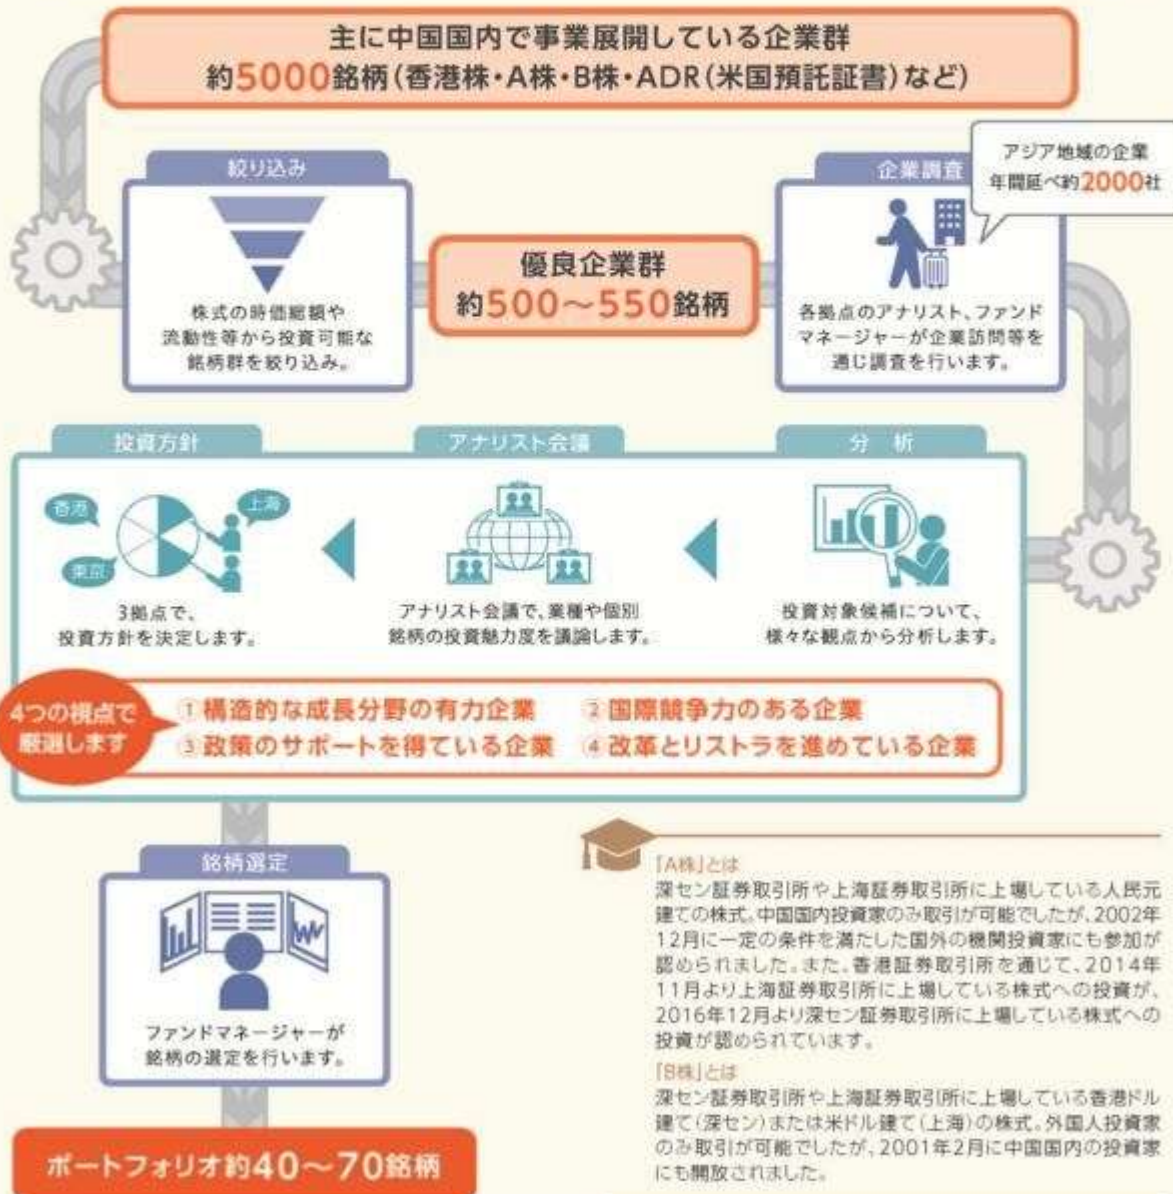 主に中国国内で事業展開している企業群
約5000銘柄(香港株・A株・B株・ADR(米国預託証書)など)
絞り込み
株式の時価総額や
流動性等から投資可能な
銘柄群を絞り込み。
優良企業群
約500〜550銘柄
企業調査
アジア地域の企業
年間延べ約2000社
各拠点のアナリスト、ファンド
マネージャーが企業訪問等を
通じ調査を行います。
投資方針
香港
上海
東京
3拠点で、
投資方針を決定します。
アナリスト会議
アナリスト会議で、業種や個別
銘柄の投資魅力度を議論します。
分 析
投資対象候補について、
様々な観点から分析します。
4つの視点で
厳選します
①構造的な成長分野の有力企業 ②国際競争力のある企業
③政策のサポートを得ている企業 ④改革とリストラを進めている企業
銘柄選定
ファンドマネージャーが
銘柄の選定を行います。
ポートフォリオ約40〜70銘柄
「A株」とは
深セン証券取引所や上海証券取引所に上場している人民元
建ての株式。中国国内投資家のみ取引が可能でしたが、2002年
12月に一定の条件を満たした国外の機関投資家にも参加が
認められました。また、香港証券取引所を通じて、2014年
11月より上海証券取引所に上場している株式への投資が、
2016年12月より深セン証券取引所に上場している株式への
投資が認められています。
「B株」とは
深セン証券取引所や上海証券取引所に上場している香港ドル
建て(深セン)または米ドル建て(上海)の株式。外国人投資家
のみ取引が可能でしたが、2001年2月に中国国内の投資家
にも開放されました。